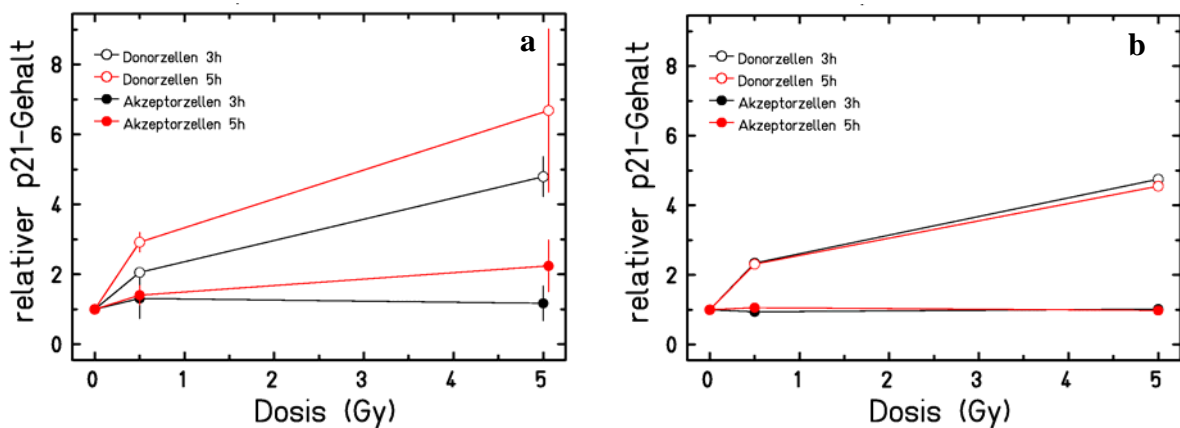 a
Donorzellen 3h
Donorzellen 5h
Akzeptorzellen 3h
Akzeptorzellen 5h
relativer p21-Gehalt
8
6
4
2
0
0 1 2 3 4 5
Dosis (Gy)
b
Donorzellen 3h
Donorzellen 5h
Akzeptorzellen 3h
Akzeptorzellen 5h
relativer p21-Gehalt
8
6
4
2
0
0 1 2 3 4 5
Dosis (Gy)